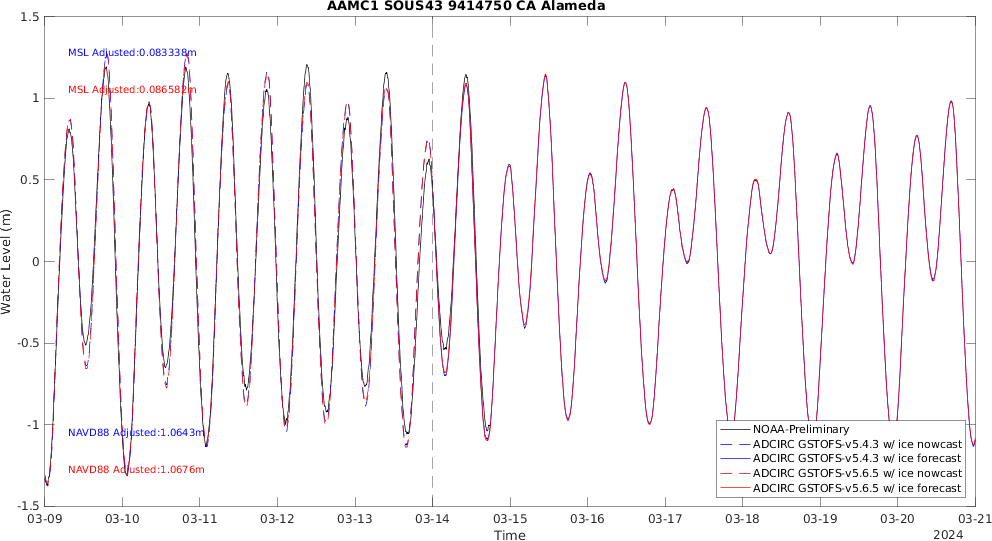 AAMC1 SOUS43 9414750 CA Alameda
1.5
1
0.5
0
-0.5
-1
-1.5
Water Level (m)
MSL Adjusted:0.083338m
MSL Adjusted:0.086582m
NAVD88 Adjusted:1.0643m
NAVD88 Adjusted:1.0676m
NOAA-Preliminary
ADCIRC GSTOFS-v5.4.3 w/ ice nowcast
ADCIRC GSTOFS-v5.4.3 w/ ice forecast
ADCIRC GSTOFS-v5.6.5 w/ ice nowcast
ADCIRC GSTOFS-v5.6.5 w/ ice forecast
03-09 03-10 03-11 03-12 03-13 03-14 03-15 03-16 03-17 03-18 03-19 03-20 03-21
Time
2024